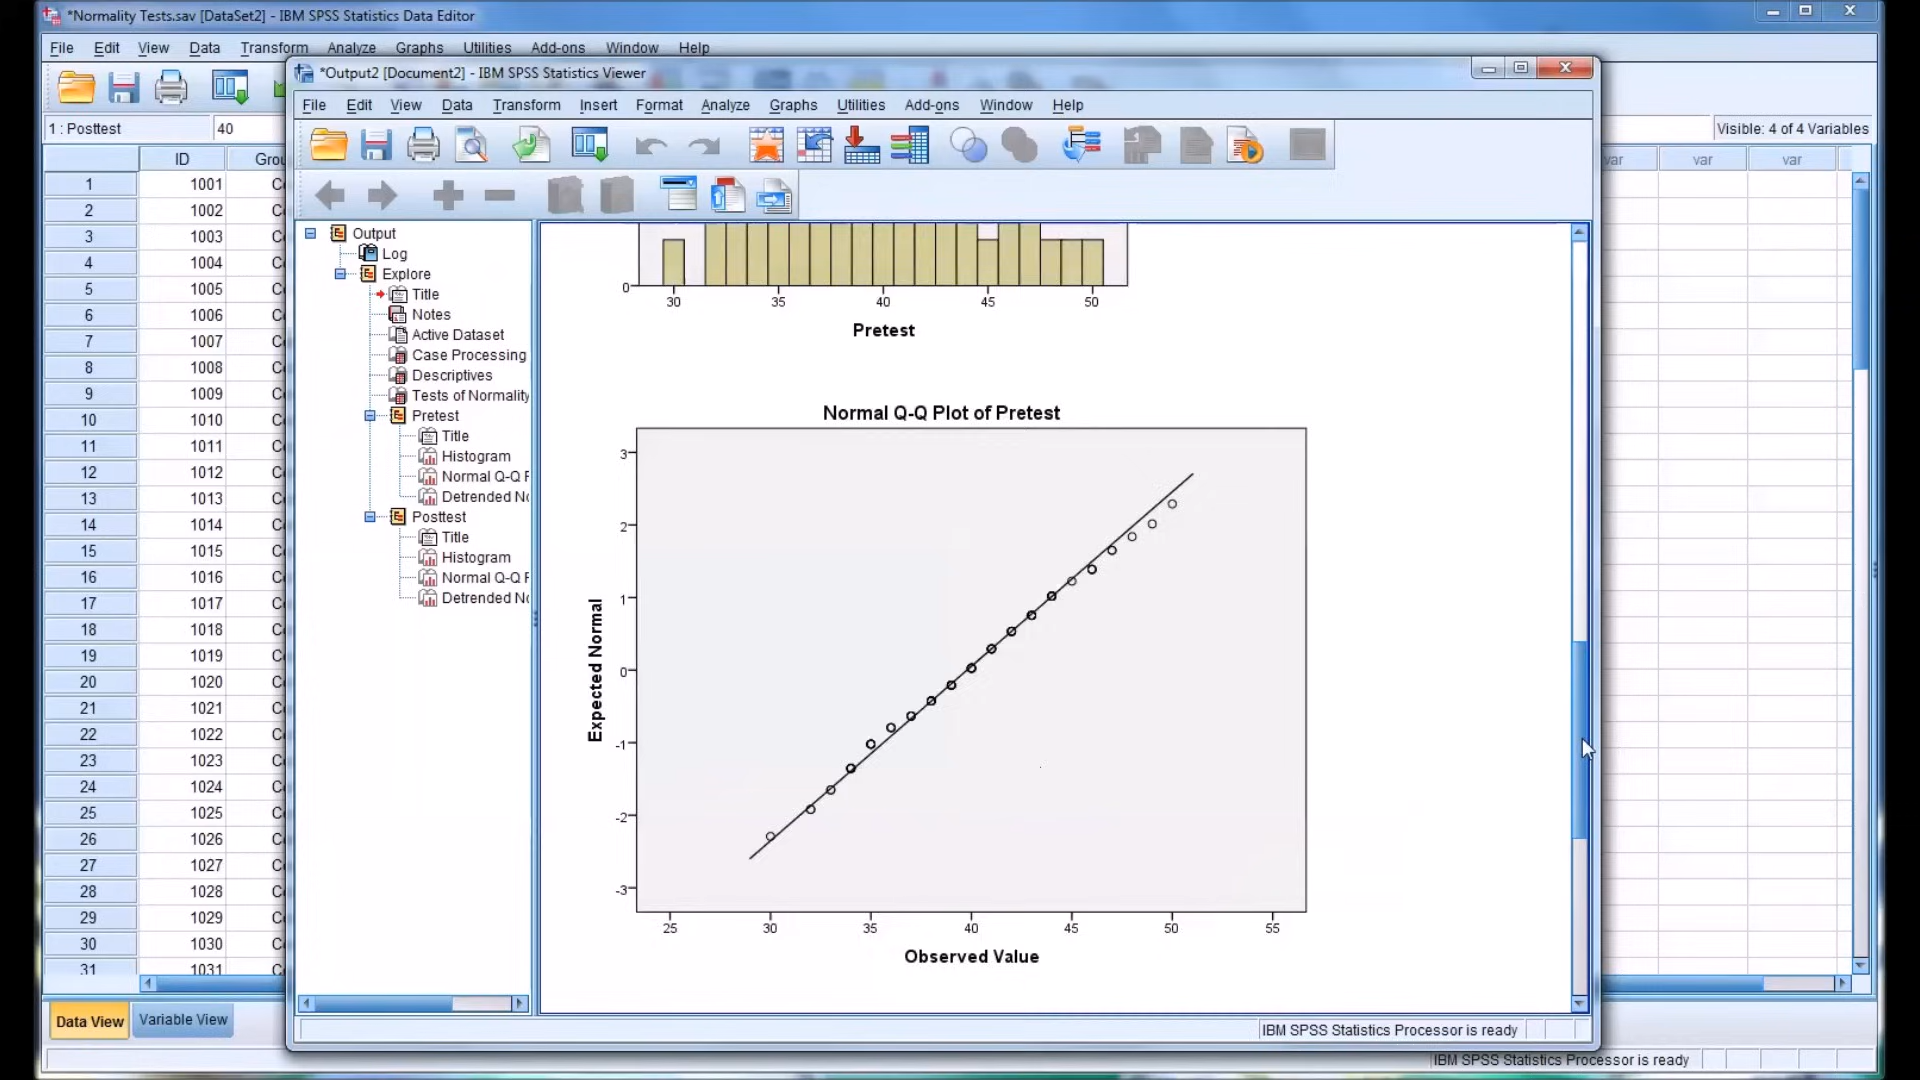 *Normality Tests.sav [DataSet2] - IBM SPSS Statistics Data Editor
File Edit View Data Transform Analyze Graphs Utilities Add-ons Window Help
1 : Posttest 40
Visible: 4 of 4 Variables
ID Grou
var var var
1 1001 C
2 1002 C
3 1003 C
4 1004 C
5 1005 C
6 1006 C
7 1007 C
8 1008 C
9 1009 C
10 1010 C
11 1011 C
12 1012 C
13 1013 C
14 1014 C
15 1015 C
16 1016 C
17 1017 C
18 1018 C
19 1019 C
20 1020 C
21 1021 C
22 1022 C
23 1023 C
24 1024 C
25 1025 C
26 1026 C
27 1027 C
28 1028 C
29 1029 C
30 1030 C
31 1031 C
Data View Variable View
*Output2 [Document2] - IBM SPSS Statistics Viewer
File Edit View Data Transform Insert Format Analyze Graphs Utilities Add-ons Window Help
Output
Log
Explore
Title
Notes
Active Dataset
Case Processing
Descriptives
Tests of Normality
Pretest
Title
Histogram
Normal Q-Q P
Detrended No
Posttest
Title
Histogram
Normal Q-Q P
Detrended No
0
30 35 40 45 50
Pretest
Normal Q-Q Plot of Pretest
Expected Normal
3
2
1
0
-1
-2
-3
25 30 35 40 45 50 55
Observed Value
IBM SPSS Statistics Processor is ready
IBM SPSS Statistics Processor is ready